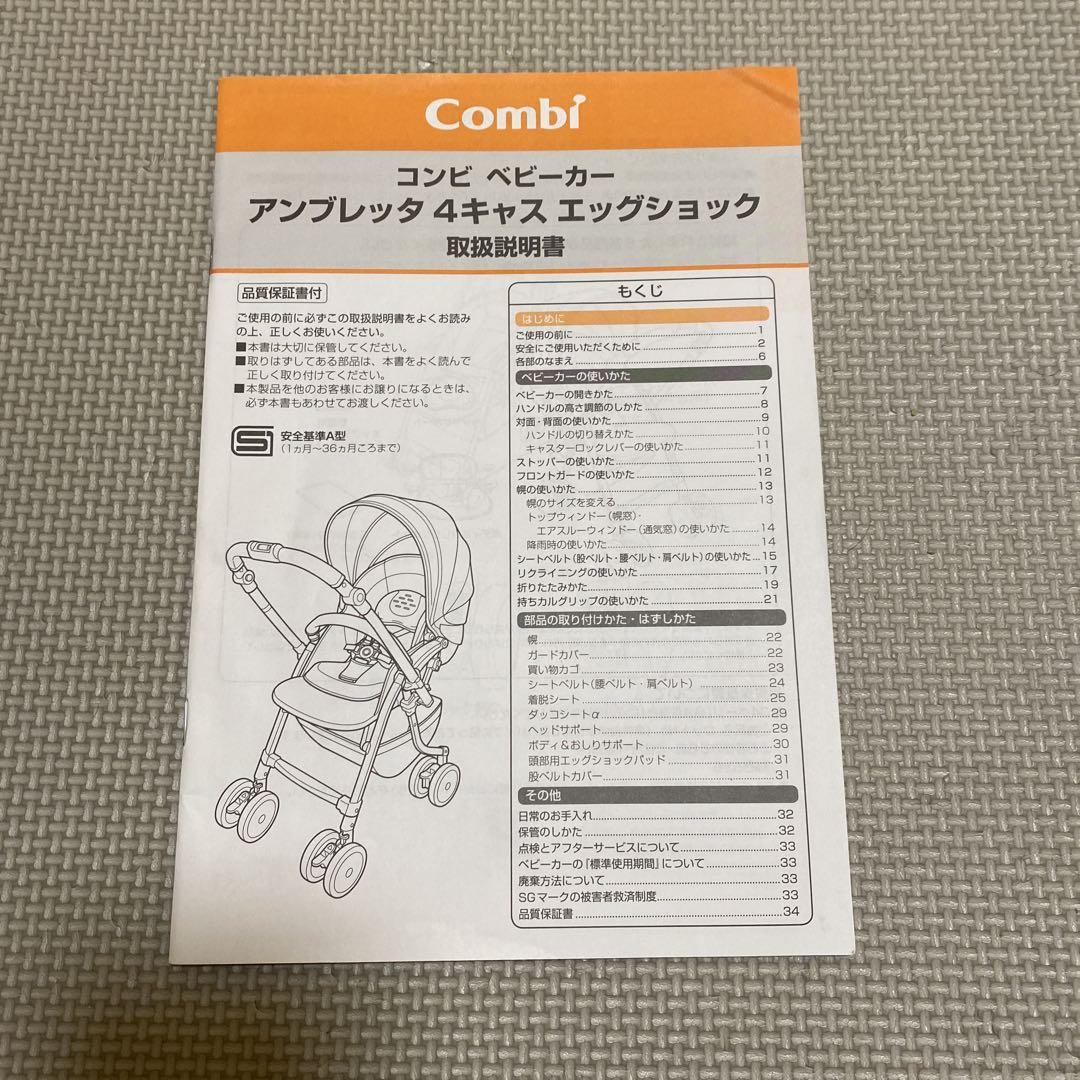 Combi
コンビ ベビーカー
アンブレッタ 4キャス エッグショック
取扱説明書
品質保証書付
ご使用の前に必ずこの取扱説明書をよくお読み
の上、正しくお使いください。
■本書は大切に保管してください。
■取りはずしてある部品は、本書をよく読んで
正しく取り付けてください。
■本製品を他のお客様にお譲りになるときは、
必ず本書もあわせてお渡しください。
安全基準A型
(1ヵ月〜36ヵ月ころまで)
もくじ
はじめに
ご使用の前に 1
安全にご使用いただくために 2
各部のなまえ 6
ベビーカーの使いかた
ベビーカーの開きかた 7
ハンドルの高さ調節のしかた 8
対面・背面の使いかた 9
ハンドルの切り替えかた 10
キャスターロックレバーの使いかた 11
ストッパーの使いかた 11
フロントガードの使いかた 12
幌の使いかた 13
幌のサイズを変える 13
トップウィンドー(幌窓)・
エアスルーウィンドー(通気窓)の使いかた 14
降雨時の使いかた 14
シートベルト(股ベルト・腰ベルト・肩ベルト)の使いかた 15
リクライニングの使いかた 17
折りたたみかた 19
持ちカルグリップの使いかた 21
部品の取り付けかた・はずしかた
幌 22
ガードカバー 22
買い物カゴ 23
シートベルト(腰ベルト・肩ベルト) 24
着脱シート 25
ダッコシートα 29
ヘッドサポート 29
ボディ&おしりサポート 30
頭部用エッグショックパッド 31
股ベルトカバー 31
その他
日常のお手入れ 32
保管のしかた 32
点検とアフターサービスについて 33
ベビーカーの「標準使用期間」について 33
廃棄方法について 33
SGマークの被害者救済制度 33
品質保証書 34